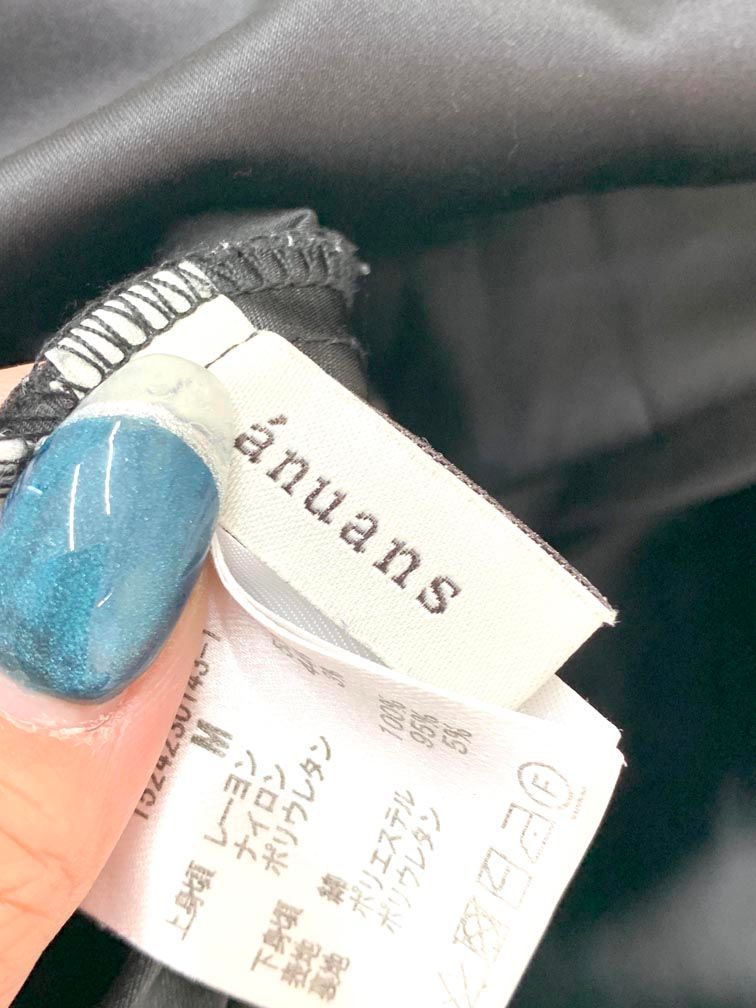 ánuans
M
上身頃 レーヨン
ナイロン
ポリウレタン
下身頃 綿 100%
表地 ポリエステル 95%
裏地 ポリウレタン 5%
F